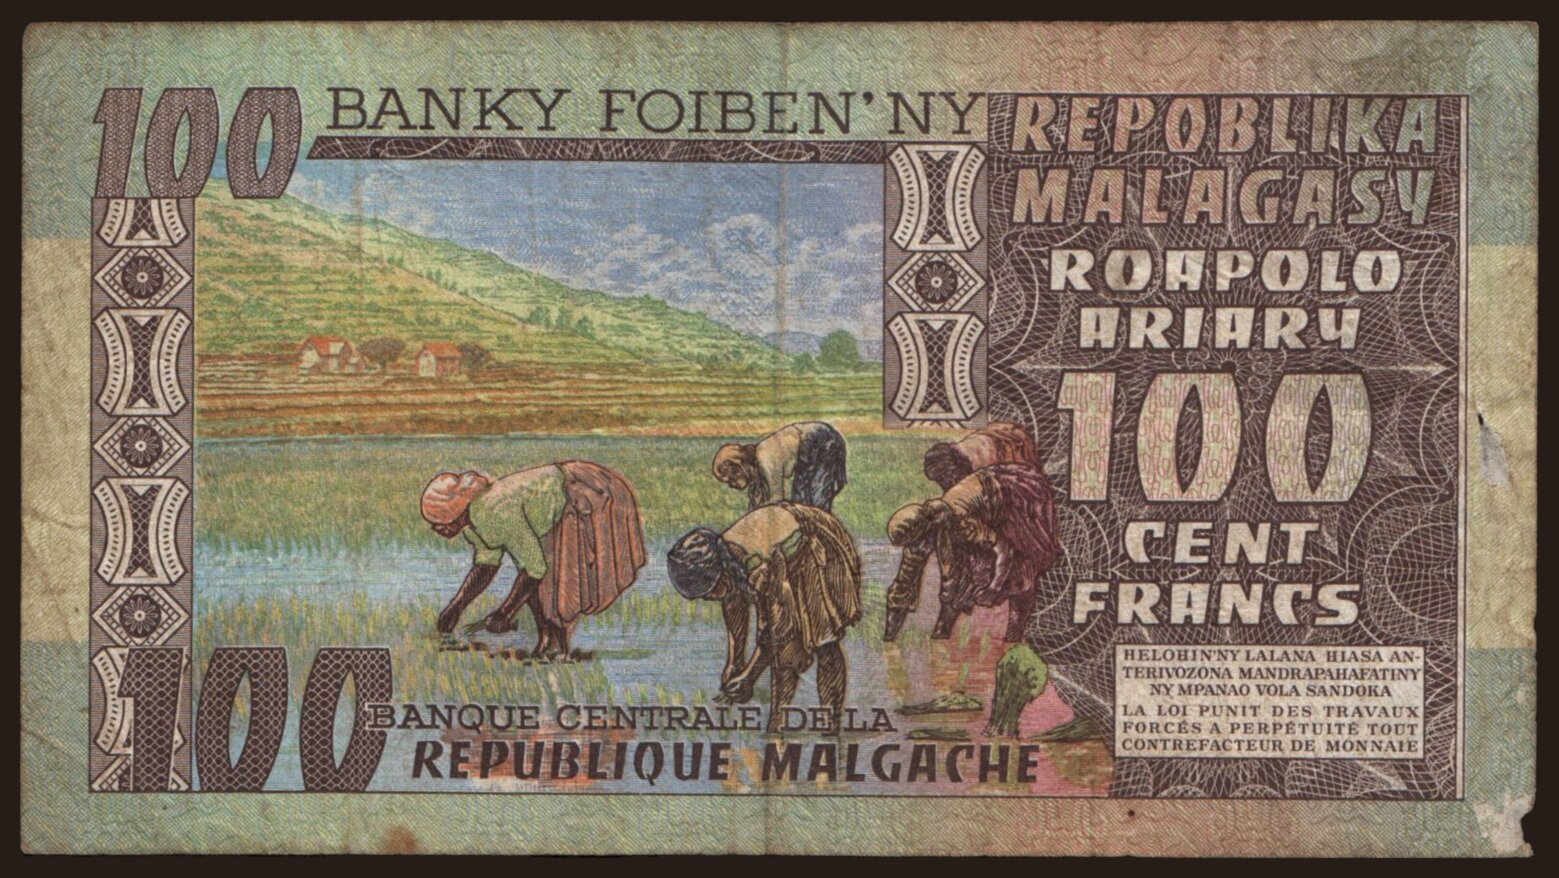 100 BANKY FOIBEN'NY
REPOBLIKA
MALAGASY
ROAPOLO
ARIARY
100
CENT
FRANCS
HELOHIN'NY LALANA HIASA AN-
TERIVOZONA MANDRAPAHAFATINY
NY MPANAO VOLA SANDOKA
LA LOI PUNIT DES TRAVAUX
FORCÉS A PERPÉTUITÉ TOUT
CONTREFACTEUR DE MONNAIE
100
BANQUE CENTRALE DE LA
REPUBLIQUE MALGACHE